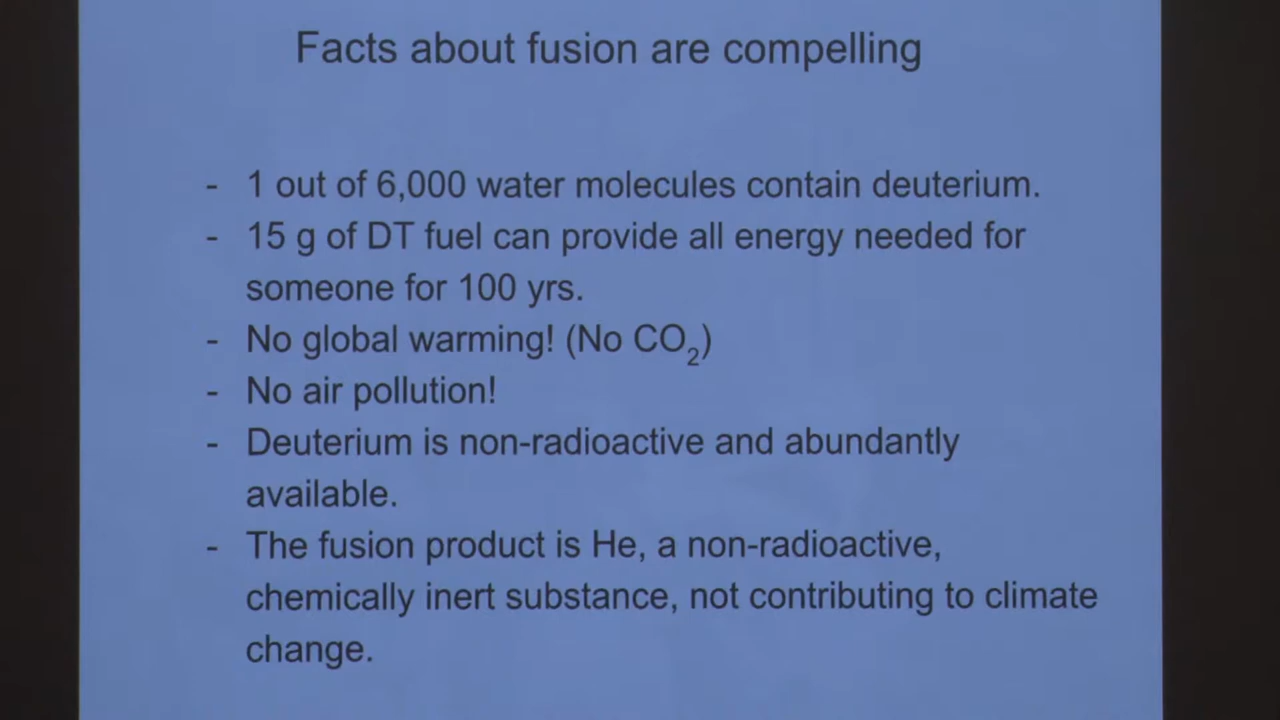 Facts about fusion are compelling
- 1 out of 6,000 water molecules contain deuterium.
- 15 g of DT fuel can provide all energy needed for
someone for 100 yrs.
- No global warming! (No CO₂)
- No air pollution!
- Deuterium is non-radioactive and abundantly
available.
- The fusion product is He, a non-radioactive,
chemically inert substance, not contributing to climate
change.